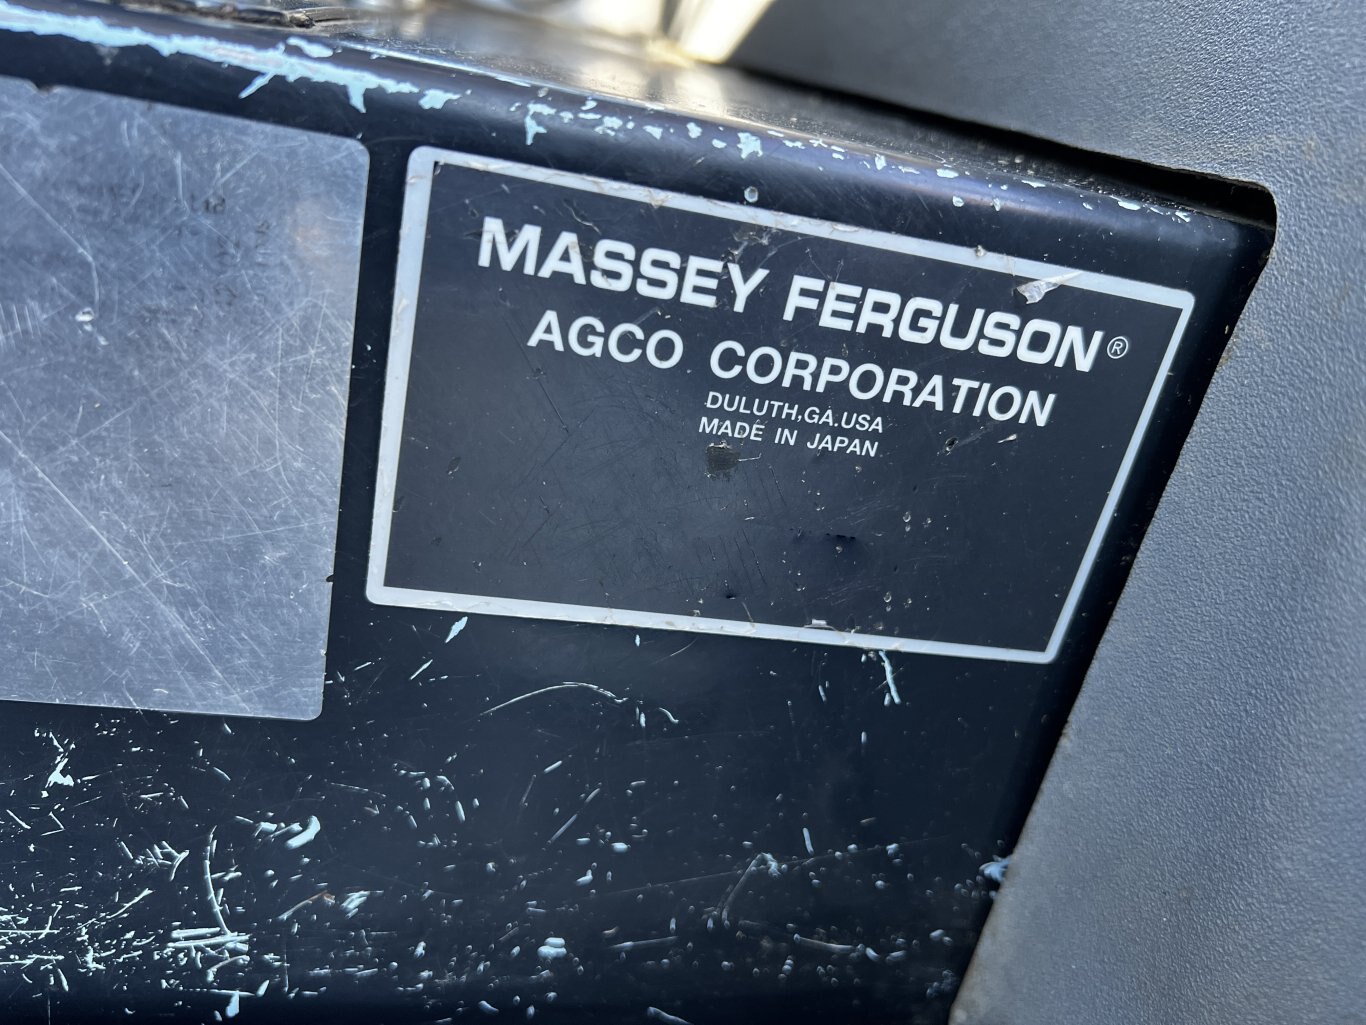 MASSEY FERGUSON®
AGCO CORPORATION
DULUTH,GA.USA
MADE IN JAPAN